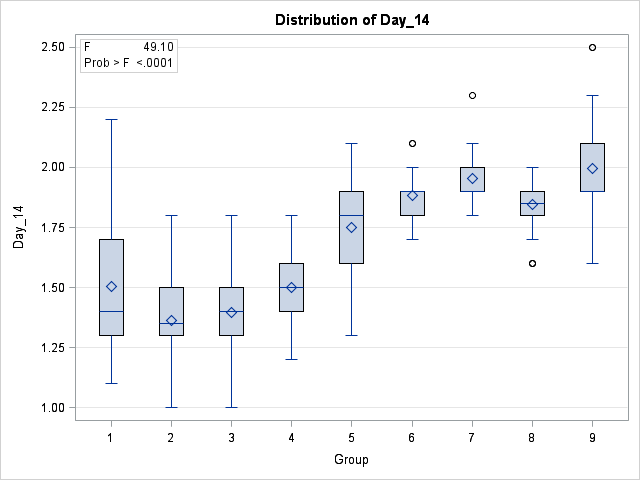 Distribution of Day_14
F 49.10
Prob > F <.0001
2.50
2.25
2.00
1.75
1.50
1.25
1.00
Day_14
1 2 3 4 5 6 7 8 9
Group